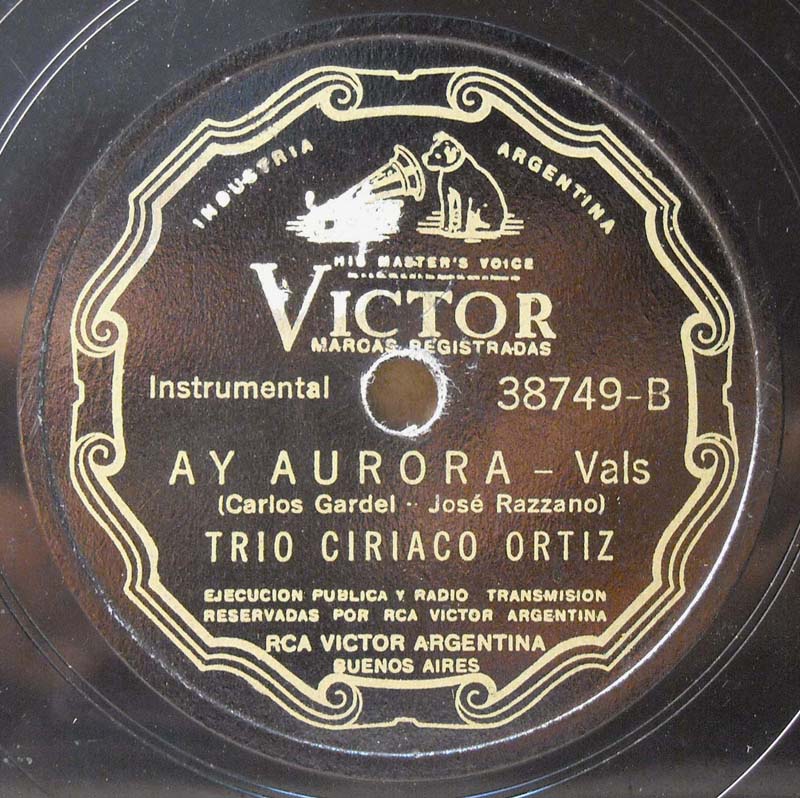 INDUSTRIA ARGENTINA
HIS MASTER'S VOICE
VICTOR
MARCAS REGISTRADAS
Instrumental 38749-B
AY AURORA - Vals
(Carlos Gardel - José Razzano)
TRIO CIRIACO ORTIZ
EJECUCION PUBLICA Y RADIO TRANSMISION
RESERVADAS POR RCA VICTOR ARGENTINA
RCA VICTOR ARGENTINA
BUENOS AIRES